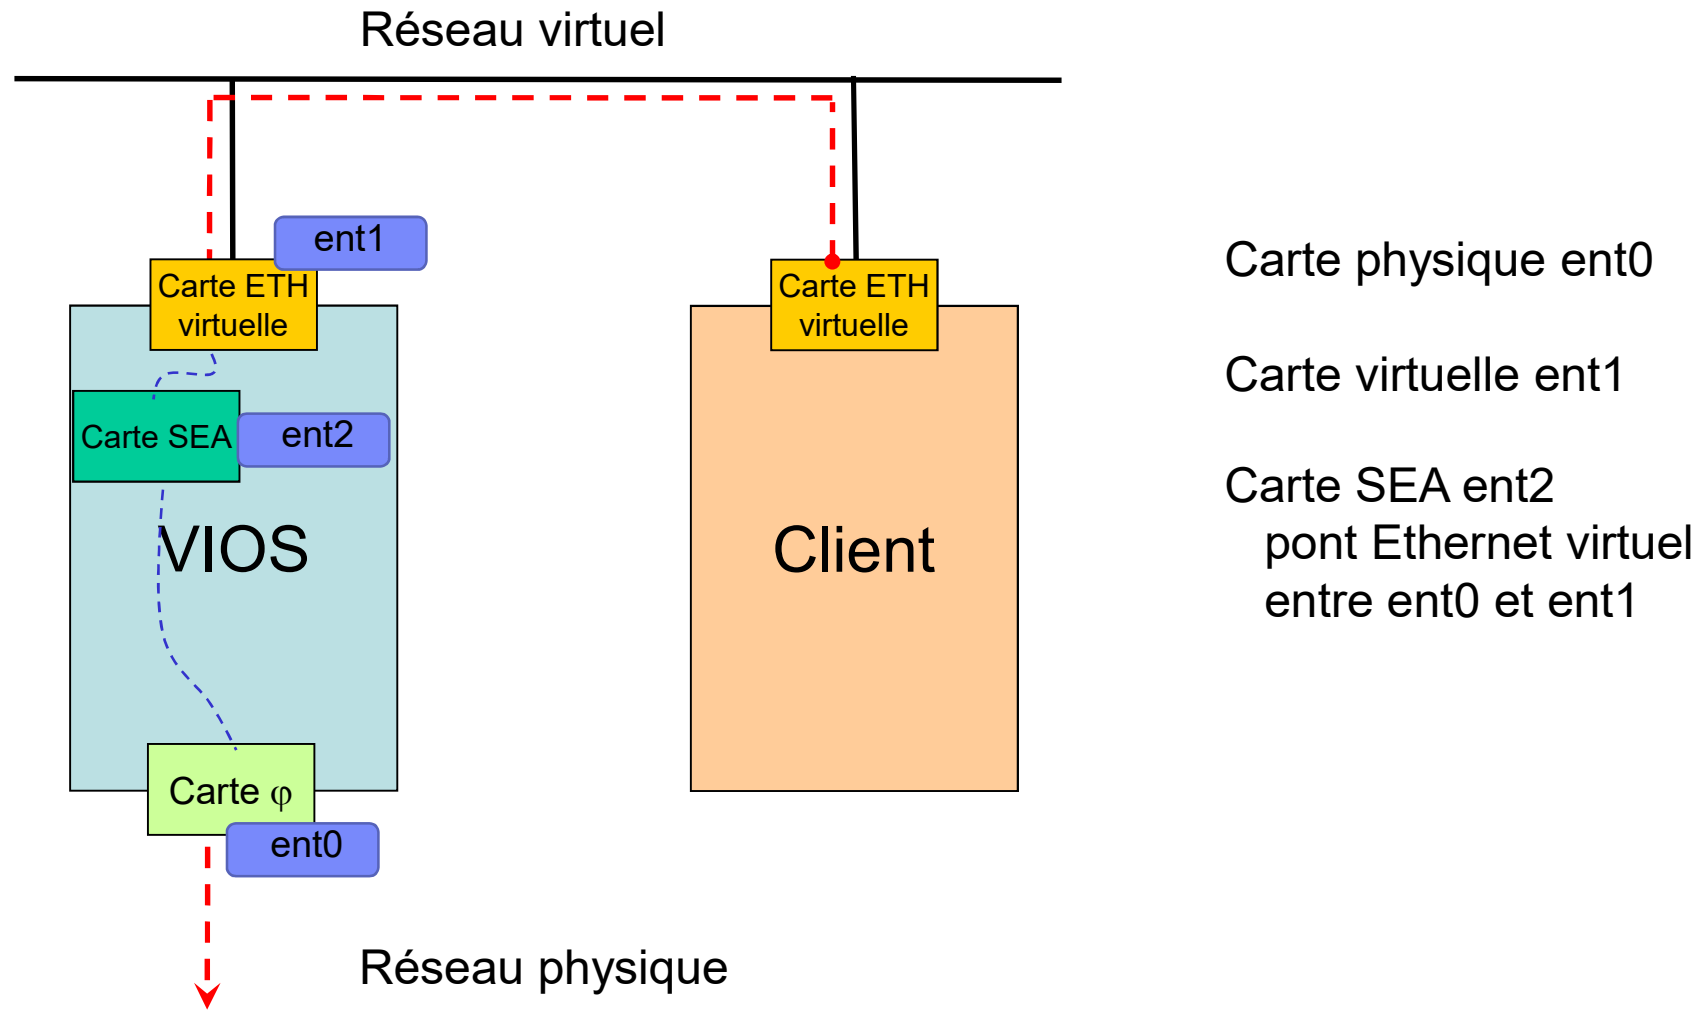 Réseau virtuel
ent1
Carte ETH
virtuelle
Carte ETH
virtuelle
Carte SEA
ent2
VIOS
Client
Carte φ
ent0
Réseau physique
Carte physique ent0
Carte virtuelle ent1
Carte SEA ent2
pont Ethernet virtuel
entre ent0 et ent1